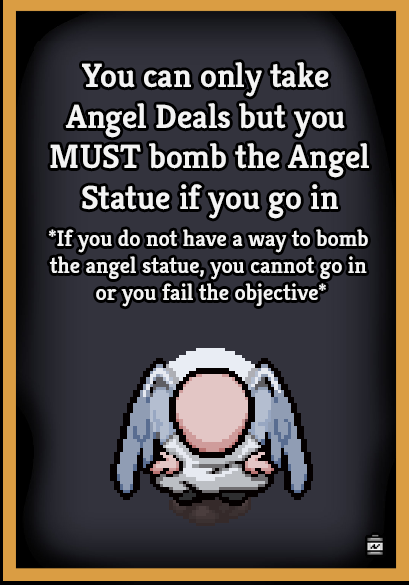 You can only take
Angel Deals but you
MUST bomb the Angel
Statue if you go in
*If you do not have a way to bomb
the angel statue, you cannot go in
or you fail the objective*